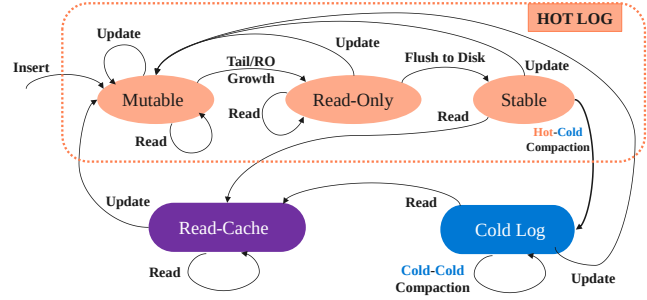 HOT LOG
Update
Update
Update
Insert
Tail/RO
Growth
Flush to Disk
Mutable
Read-Only
Stable
Read
Read
Read
Hot-Cold
Compaction
Update
Read
Read-Cache
Cold Log
Read
Cold-Cold
Compaction
Update